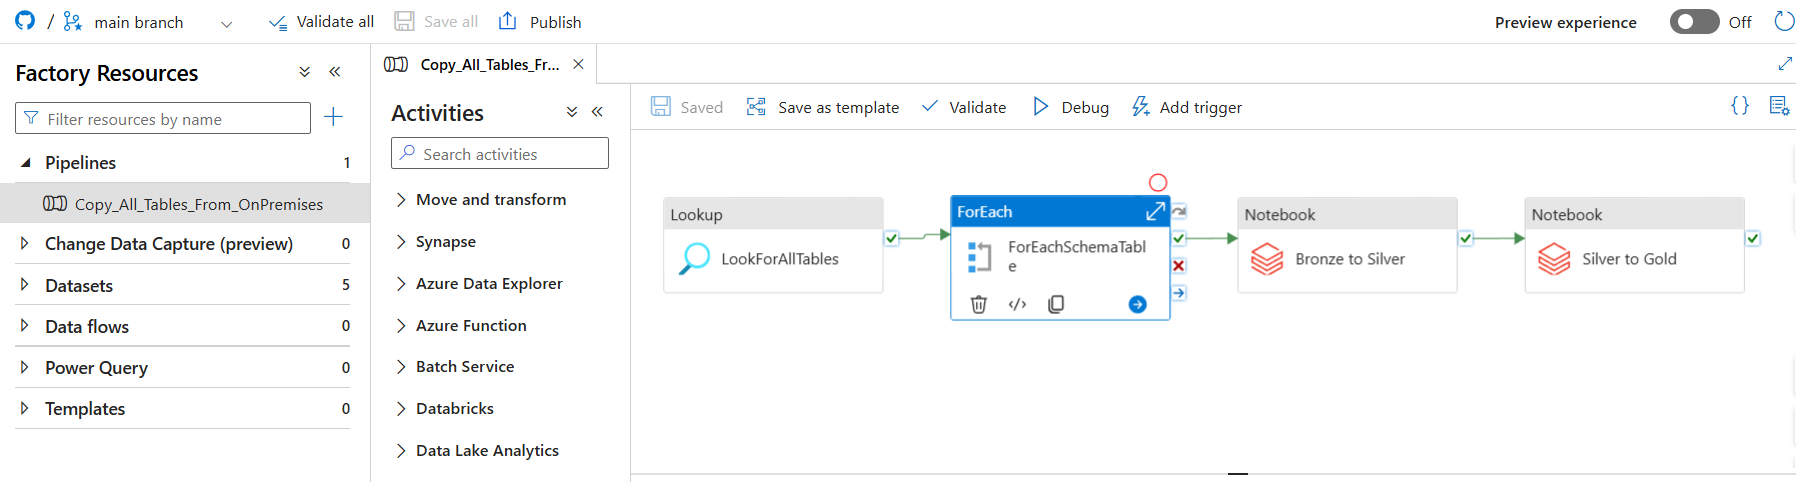 / main branch Validate all Save all Publish Preview experience Off
Factory Resources
Filter resources by name
Pipelines 1
Copy_All_Tables_From_OnPremises
Change Data Capture (preview) 0
Datasets 5
Data flows 0
Power Query 0
Templates 0
Copy_All_Tables_Fr...
Activities
Search activities
Move and transform
Synapse
Azure Data Explorer
Azure Function
Batch Service
Databricks
Data Lake Analytics
Saved Save as template Validate Debug Add trigger {}
Lookup
LookForAllTables
ForEach
ForEachSchemaTabl
e
Notebook
Bronze to Silver
Notebook
Silver to Gold